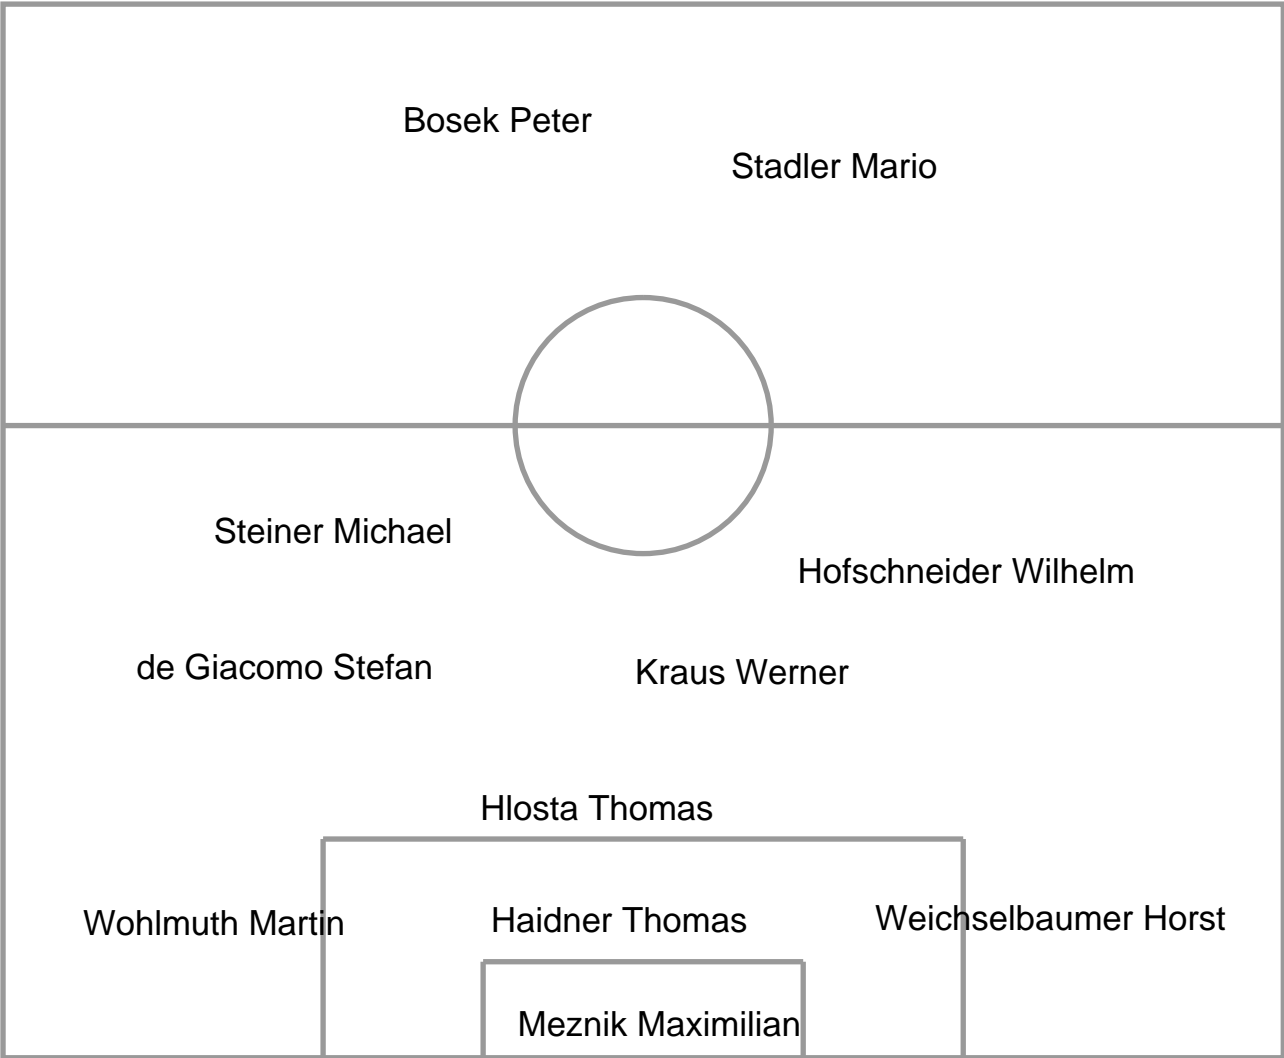 Bosek Peter
Stadler Mario
Steiner Michael
Hofschneider Wilhelm
de Giacomo Stefan
Kraus Werner
Hlosta Thomas
Wohlmuth Martin
Haidner Thomas
Weichselbaumer Horst
Meznik Maximilian